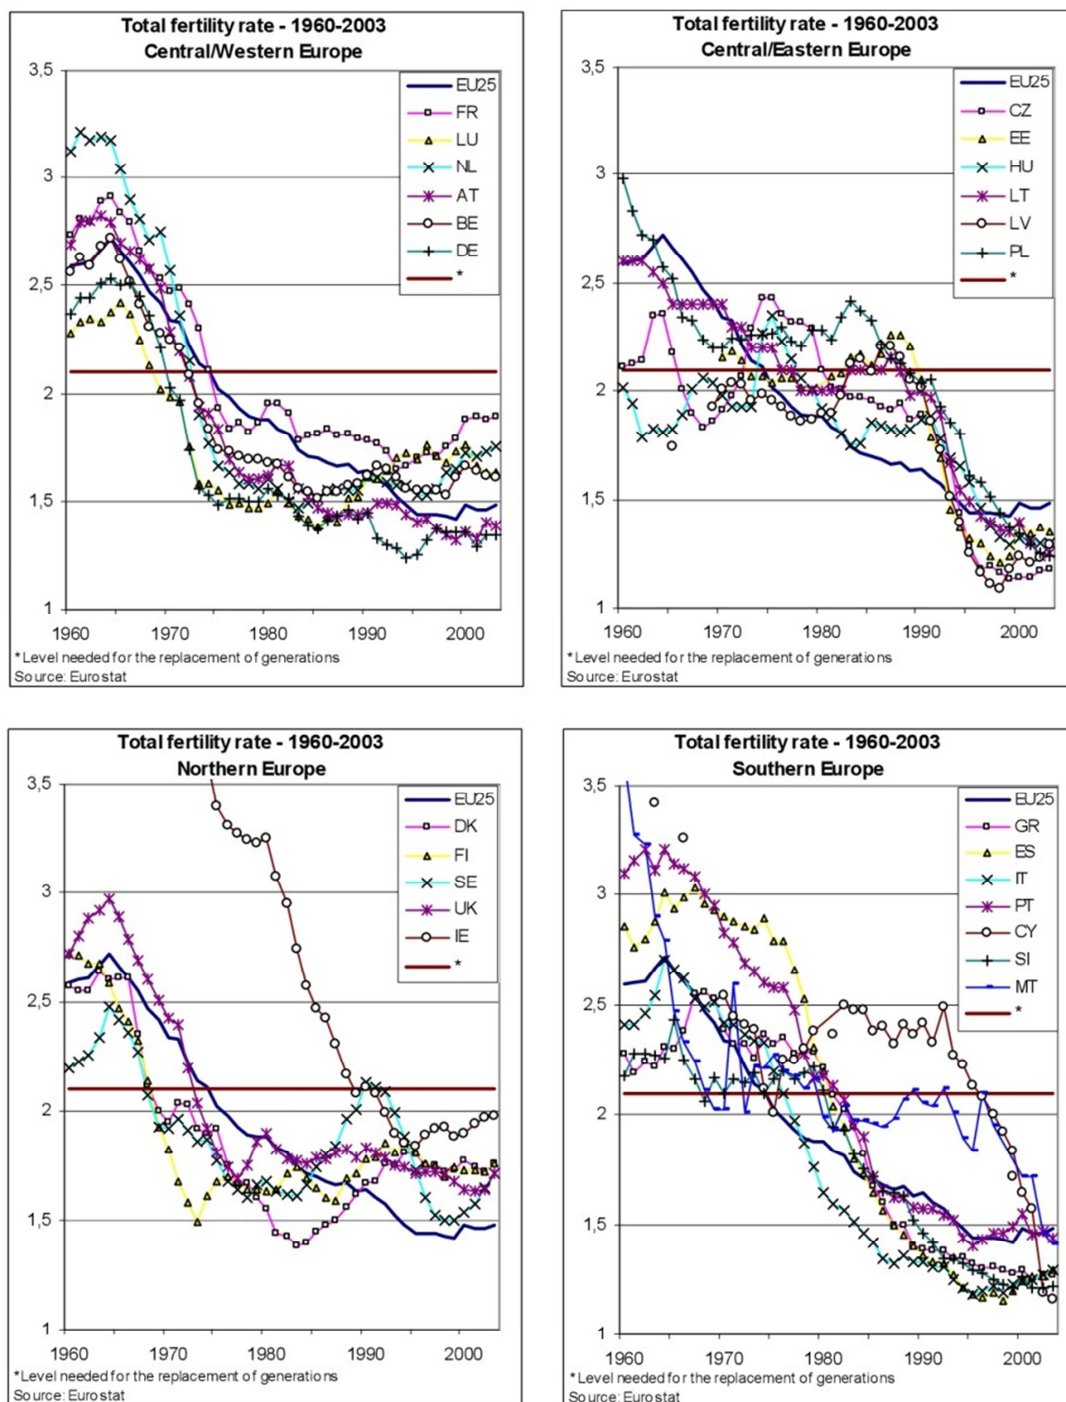 Total fertility rate - 1960-2003
Central/Western Europe
3,5
3
2,5
2
1,5
1
EU25
FR
LU
NL
AT
BE
DE
*
1960 1970 1980 1990 2000
* Level needed for the replacement of generations
Source: Eurostat
Total fertility rate - 1960-2003
Central/Eastern Europe
3,5
3
2,5
2
1,5
1
EU25
CZ
EE
HU
LT
LV
PL
*
1960 1970 1980 1990 2000
* Level needed for the replacement of generations
Source: Eurostat
Total fertility rate - 1960-2003
Northern Europe
3,5
3
2,5
2
1,5
1
EU25
DK
FI
SE
UK
IE
*
1960 1970 1980 1990 2000
* Level needed for the replacement of generations
Source: Eurostat
Total fertility rate - 1960-2003
Southern Europe
3,5
3
2,5
2
1,5
1
EU25
GR
ES
IT
PT
CY
SI
MT
*
1960 1970 1980 1990 2000
* Level needed for the replacement of generations
Source: Eurostat